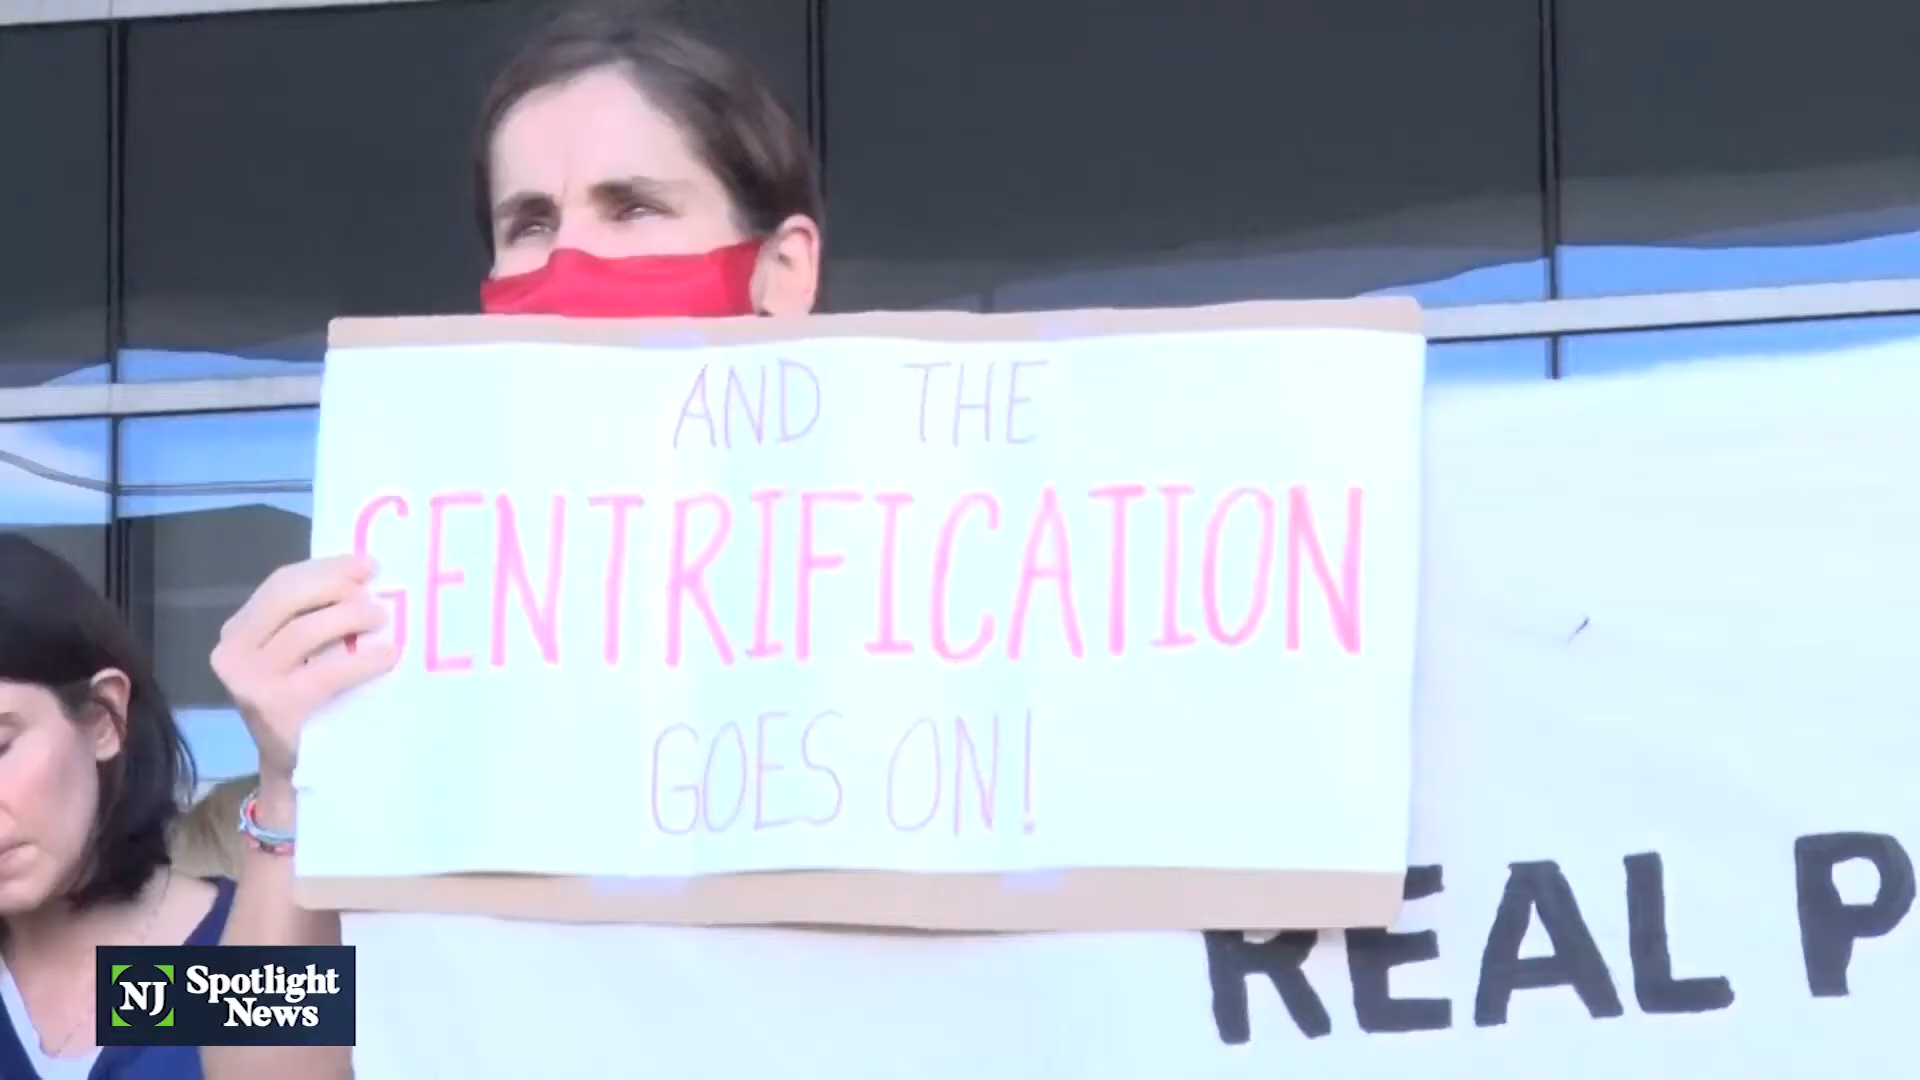 AND THE
GENTRIFICATION
GOES ON!
REAL P
NJ Spotlight
News